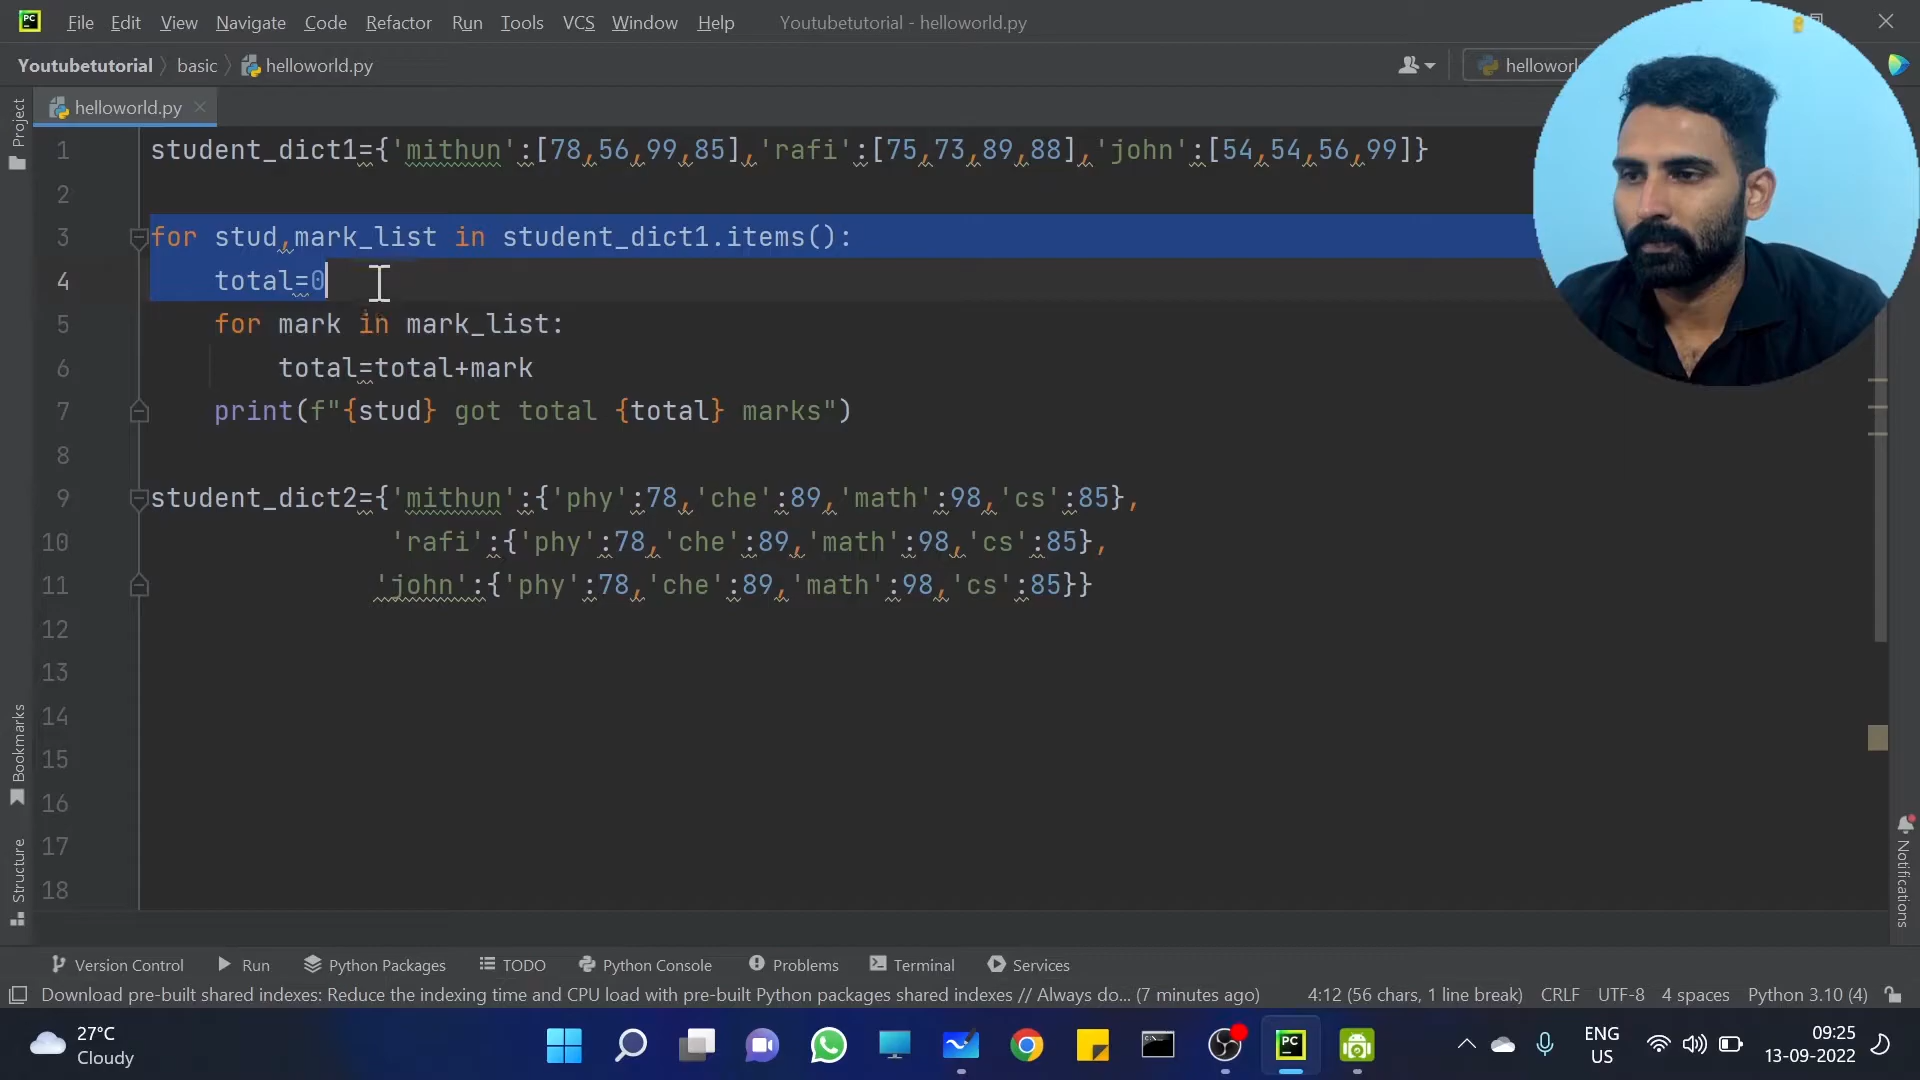 PC File Edit View Navigate Code Refactor Run Tools VCS Window Help Youtubetutorial - helloworld.py
Youtubetutorial basic helloworld.py
helloworld.py
Project
1 student_dict1={'mithun':[78,56,99,85],'rafi':[75,73,89,88],'john':[54,54,56,99]}
2
3 for stud,mark_list in student_dict1.items():
4 total=0
5 for mark in mark_list:
6 total=total+mark
7 print(f"{stud} got total {total} marks")
8
9 student_dict2={'mithun':{'phy':78,'che':89,'math':98,'cs':85},
10 'rafi':{'phy':78,'che':89,'math':98,'cs':85},
11 'john':{'phy':78,'che':89,'math':98,'cs':85}}
12
13
14
15
16
17
18
Bookmarks
Structure
Notifications
Version Control Run Python Packages TODO Python Console Problems Terminal Services
Download pre-built shared indexes: Reduce the indexing time and CPU load with pre-built Python packages shared indexes // Always do... (7 minutes ago) 4:12 (56 chars, 1 line break) CRLF UTF-8 4 spaces Python 3.10 (4)
27°C
Cloudy
PC
ENG
US
09:25
13-09-2022